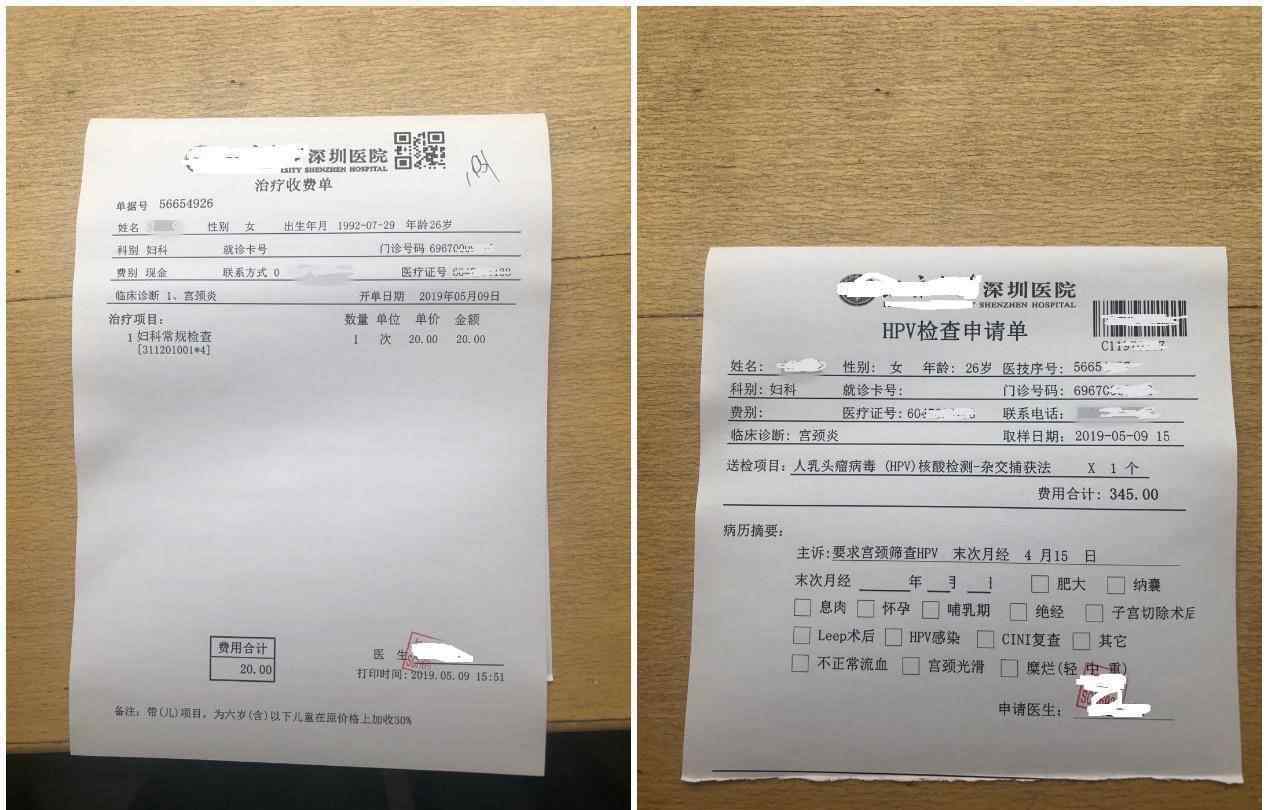 深圳医院
SITY SHENZHEN HOSPITAL
治疗收费单
单据号 56654926
姓名 性别 女 出生年月 1992-07-29 年龄26岁
科别 妇科 就诊卡号 门诊号码 69670
费别 现金 联系方式 0 医疗证号
临床诊断 1、宫颈炎 开单日期 2019年05月09日
治疗项目: 数量 单位 单价 金额
1 妇科常规检查 1 次 20.00 20.00
[311201001*4]
费用合计
20.00
医 生:
打印时间:2019.05.09 15:51
备注: 带(儿)项目, 为六岁(含)以下儿童在原价格上加收30%
深圳医院
SHENZHEN HOSPITAL
HPV检查申请单
姓名: 性别: 女 年龄: 26岁 医技序号: 5665
科别: 妇科 就诊卡号: 门诊号码: 69670
费别: 医疗证号: 604 联系电话:
临床诊断: 宫颈炎 取样日期: 2019-05-09 15
送检项目: 人乳头瘤病毒 (HPV)核酸检测-杂交捕获法 X 1 个
费用合计: 345.00
病历摘要:
主诉:要求宫颈筛查HPV 末次月经 4 月15 日
末次月经 年 肥大 纳囊
息肉 怀孕 哺乳期 绝经 子宫切除术后
Leep术后 HPV感染 CINI复查 其它
不正常流血 宫颈光滑 糜烂(轻 中 重)
申请医生: